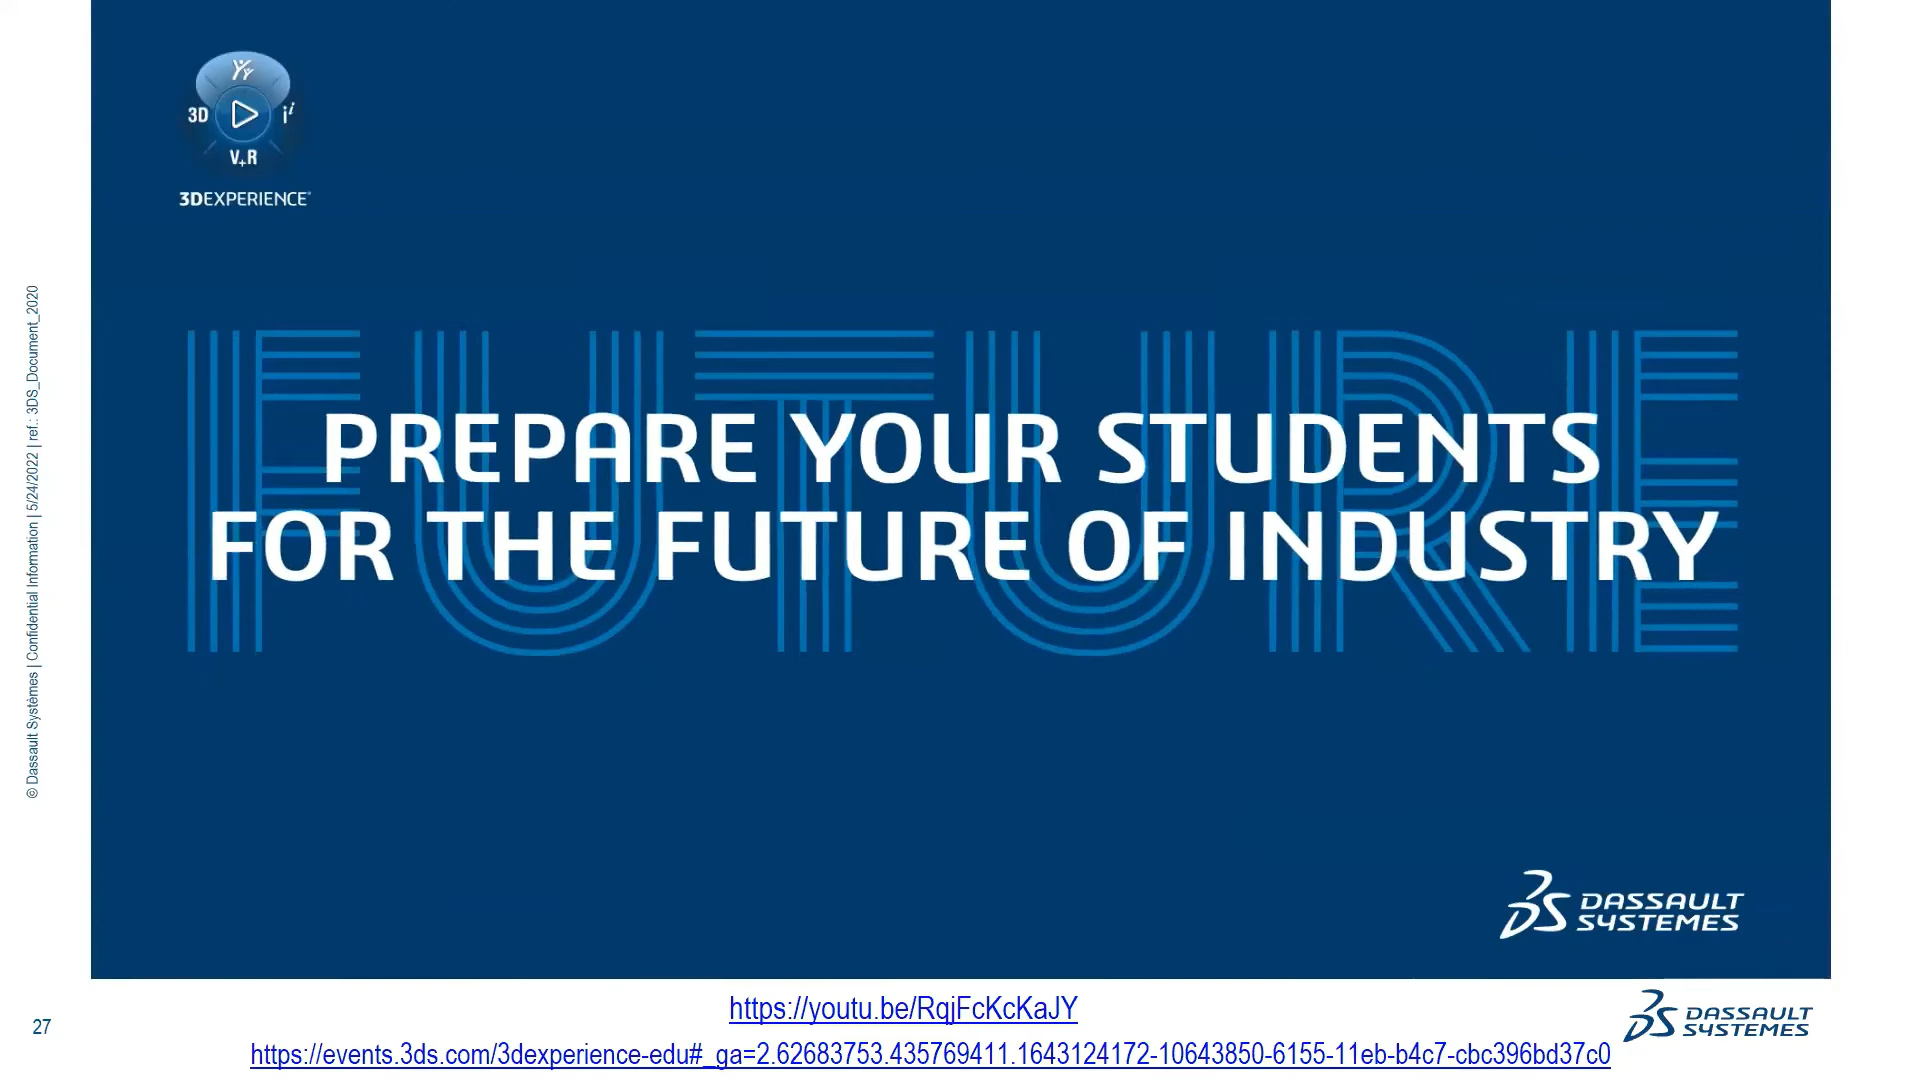 3D
i
V+R
3DEXPERIENCE
FUTURE
PREPARE YOUR STUDENTS
FOR THE FUTURE OF INDUSTRY
DASSAULT
SYSTEMES
© Dassault Systèmes | Confidential Information | 5/24/2022 | ref.: 3DS_Document_2020
27
https://youtu.be/RqjFcKcKaJY
https://events.3ds.com/3dexperience-edu#_ga=2.62683753.435769411.1643124172-10643850-6155-11eb-b4c7-cbc396bd37c0
DASSAULT
SYSTEMES